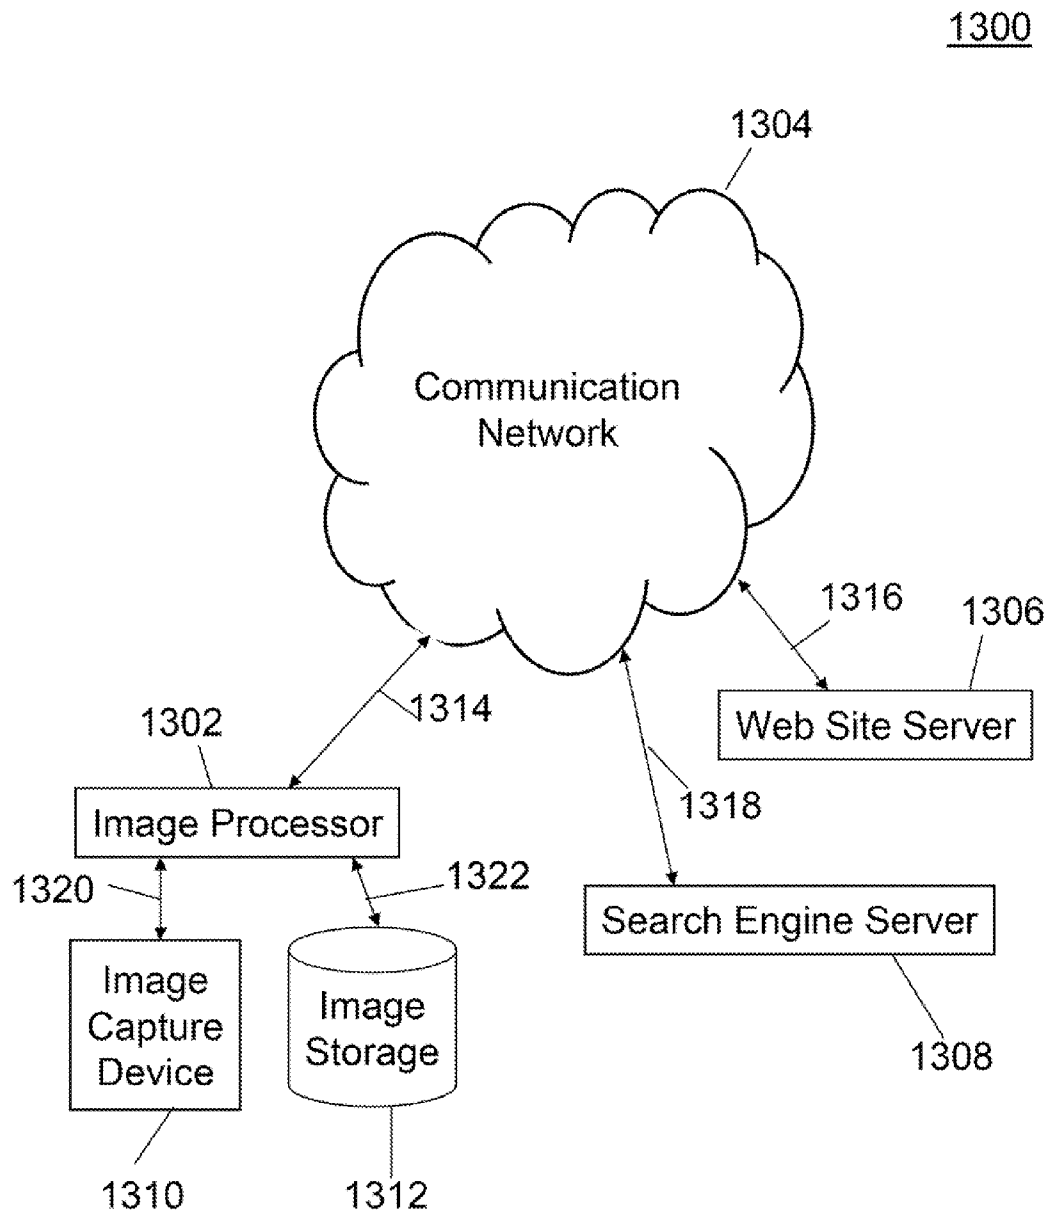 1300
1304
Communication
Network
1316
1306
1314
1302
Web Site Server
1318
Image Processor
1320
1322
Search Engine Server
Image
Capture
Device
Image
Storage
1308
1310
1312